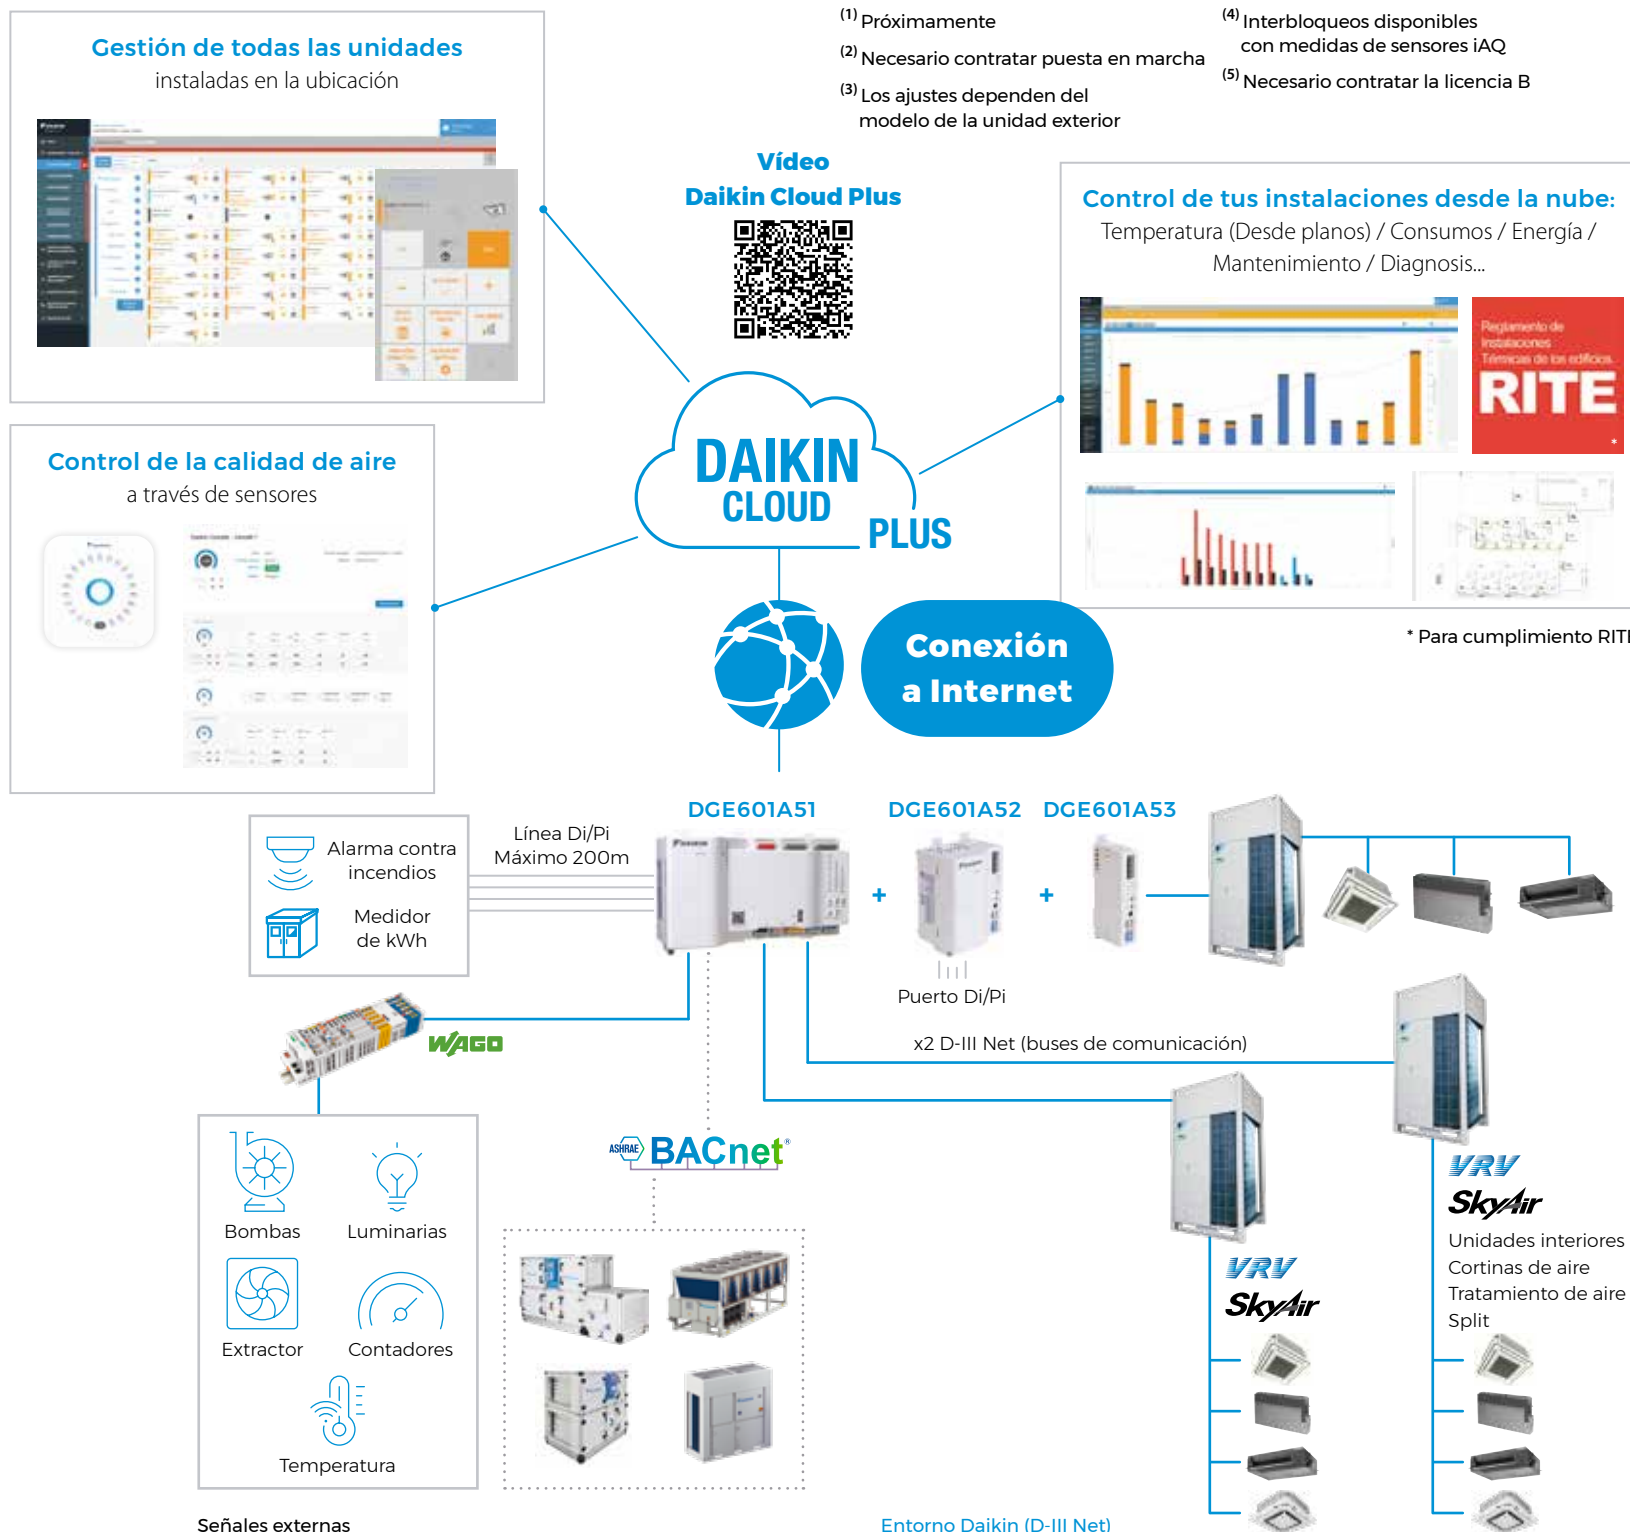 (1) Próximamente
(2) Necesario contratar puesta en marcha
(3) Los ajustes dependen del
modelo de la unidad exterior
(4) Interbloqueos disponibles
con medidas de sensores iAQ
(5) Necesario contratar la licencia B
Gestión de todas las unidades
instaladas en la ubicación
Vídeo
Daikin Cloud Plus
Control de tus instalaciones desde la nube:
Temperatura (Desde planos) / Consumos / Energía /
Mantenimiento / Diagnosis...
Reglamento de
Instalaciones
Térmicas de los edificios
RITE
*
* Para cumplimiento RITE
Control de la calidad de aire
a través de sensores
DAIKIN
CLOUD
PLUS
Conexión
a Internet
DGE601A51
DGE601A52
DGE601A53
Alarma contra
incendios
Medidor
de kWh
Línea Di/Pi
Máximo 200m
+
+
Puerto Di/Pi
WAGO
x2 D-III Net (buses de comunicación)
ASHRAE BACnet®
Bombas
Luminarias
Extractor
Contadores
Temperatura
VRV
SkyAir
VRV
SkyAir
Unidades interiores
Cortinas de aire
Tratamiento de aire
Split
Señales externas
Entorno Daikin (D-III Net)